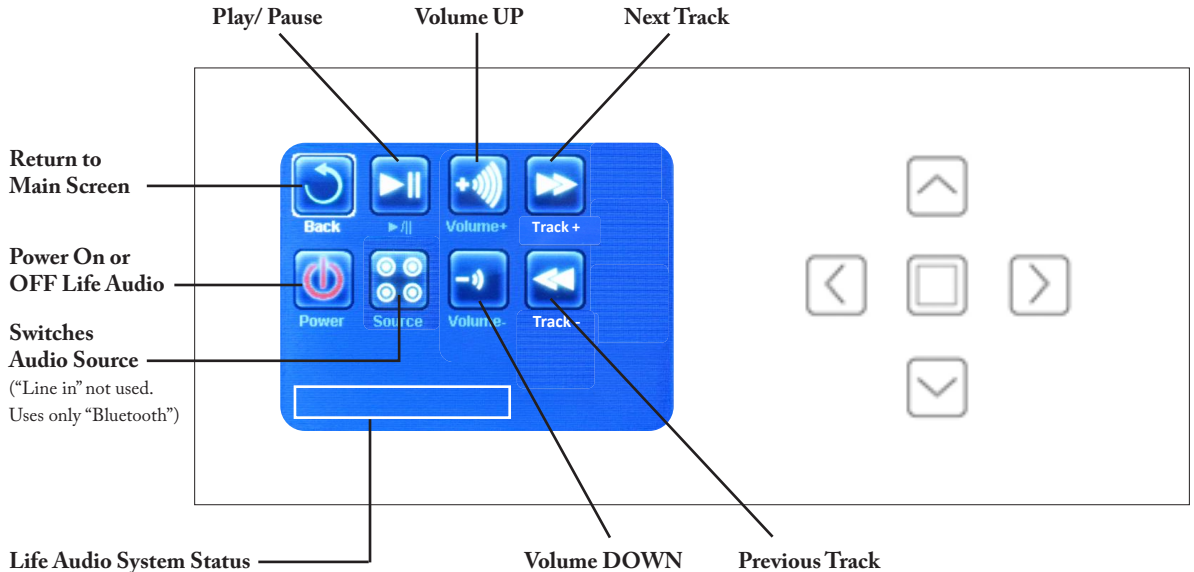 Play/ Pause
Volume UP
Next Track
Return to
Main Screen
Back
►/||
Volume+
Track +
Power On or
OFF Life Audio
Power
Source
Volume-
Track -
Switches
Audio Source
(“Line in” not used.
Uses only “Bluetooth”)
Life Audio System Status
Volume DOWN
Previous Track